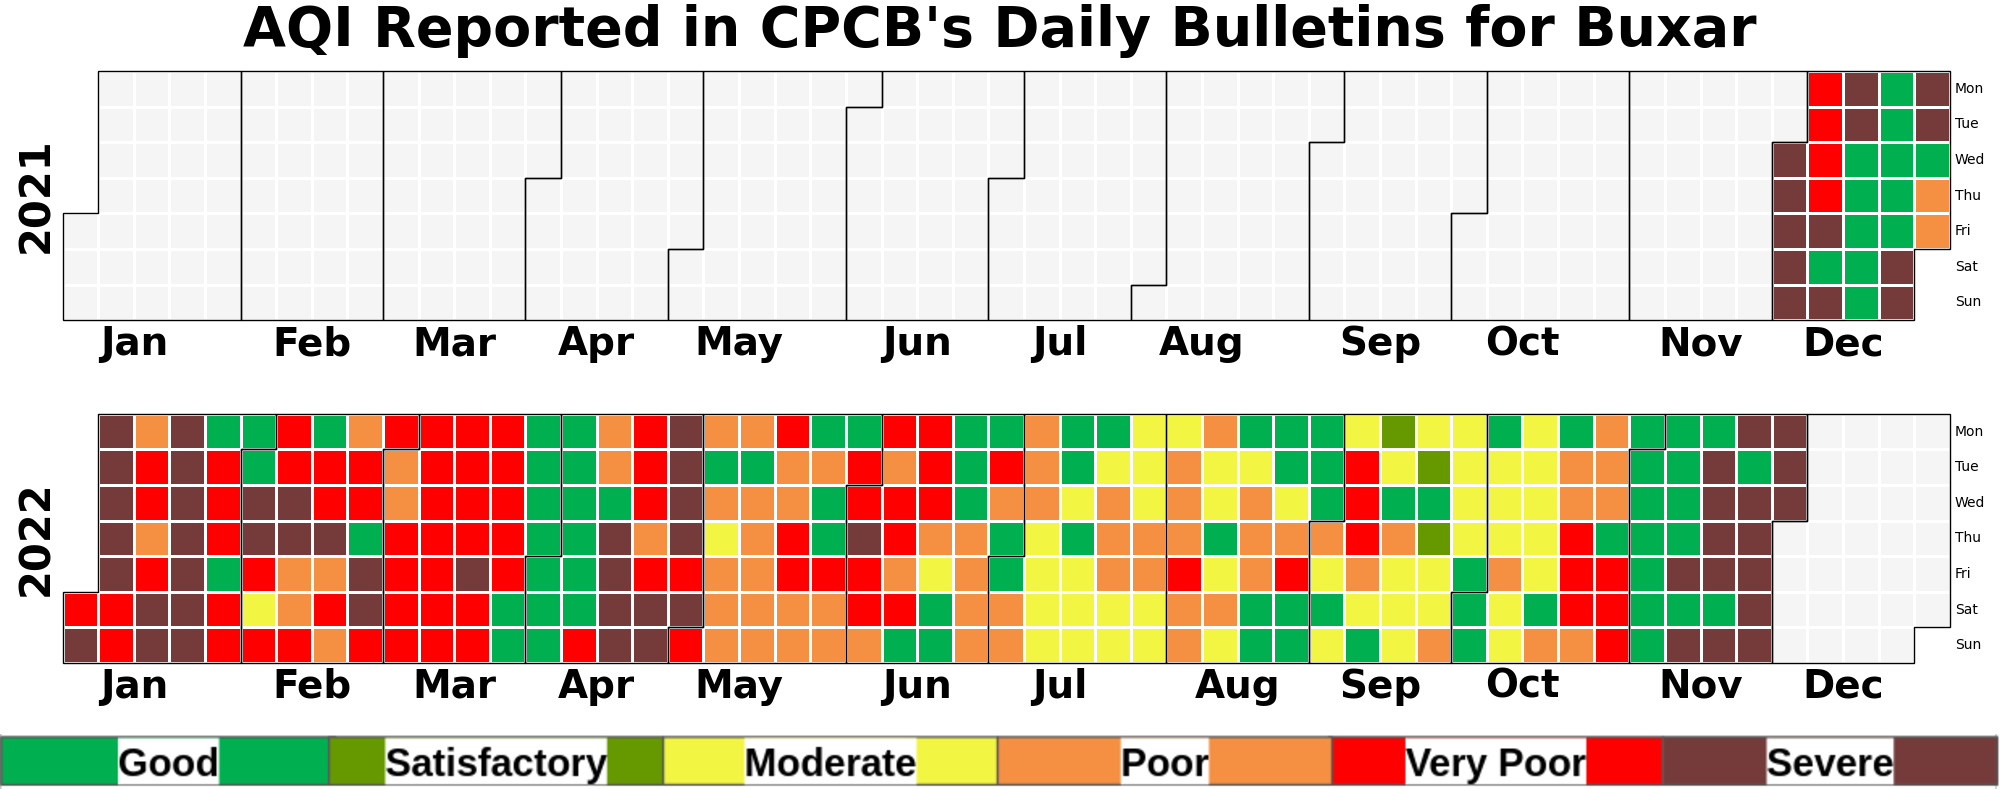 AQI Reported in CPCB's Daily Bulletins for Buxar
2021
Mon
Tue
Wed
Thu
Fri
Sat
Sun
Jan Feb Mar Apr May Jun Jul Aug Sep Oct Nov Dec
2022
Mon
Tue
Wed
Thu
Fri
Sat
Sun
Jan Feb Mar Apr May Jun Jul Aug Sep Oct Nov Dec
Good Satisfactory Moderate Poor Very Poor Severe